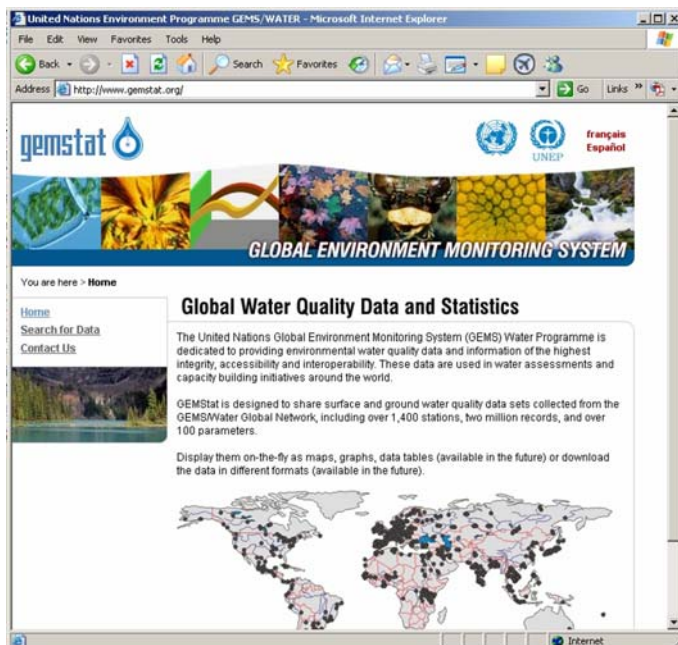 United Nations Environment Programme GEMS/WATER - Microsoft Internet Explorer
File Edit View Favorites Tools Help
Back Search Favorites
Address http://www.gemstat.org/ Go Links »
gemstat
UNEP
français
Español
GLOBAL ENVIRONMENT MONITORING SYSTEM
You are here > Home
Home
Search for Data
Contact Us
Global Water Quality Data and Statistics
The United Nations Global Environment Monitoring System (GEMS) Water Programme is
dedicated to providing environmental water quality data and information of the highest
integrity, accessibility and interoperability. These data are used in water assessments and
capacity building initiatives around the world.
GEMStat is designed to share surface and ground water quality data sets collected from the
GEMS/Water Global Network, including over 1,400 stations, two million records, and over
100 parameters.
Display them on-the-fly as maps, graphs, data tables (available in the future) or download
the data in different formats (available in the future).
Internet